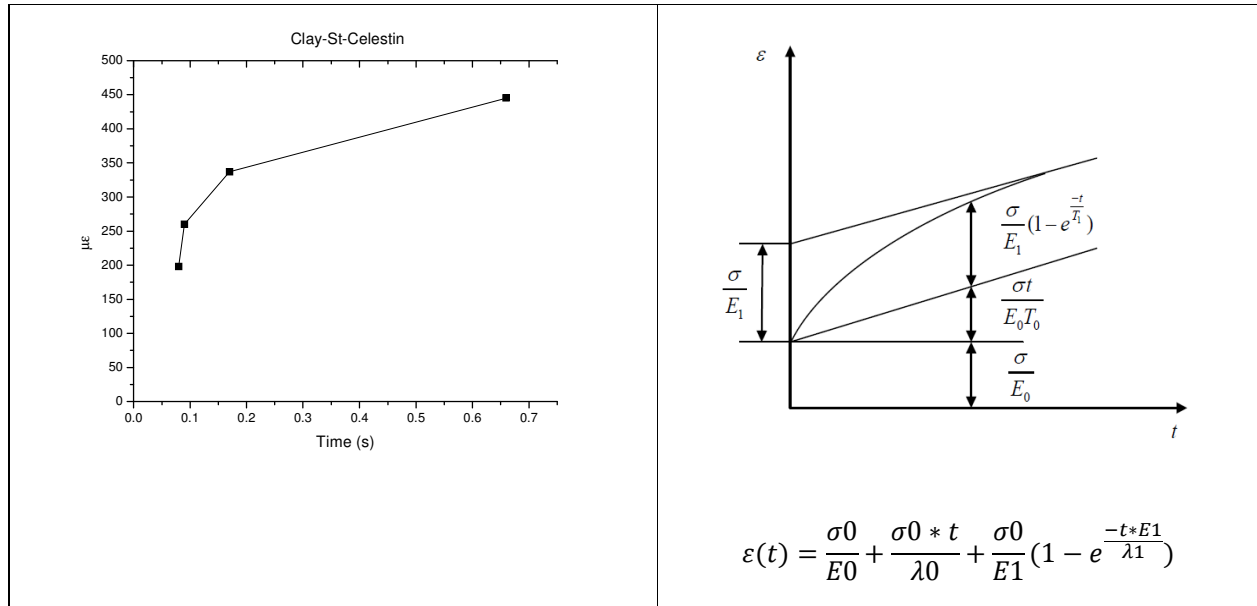 Clay-St-Celestin
500
450
400
350
300
250
200
150
100
50
0
με
0.0 0.1 0.2 0.3 0.4 0.5 0.6 0.7
Time (s)
ε
σ/E₁
σ/E₁(1−e^(-t/T₁))
σt/E₀T₀
σ/E₀
t
ε(t) = σ0/E0 + σ0 * t/λ0 + σ0/E1 (1 − e^(−t*E1/λ1))